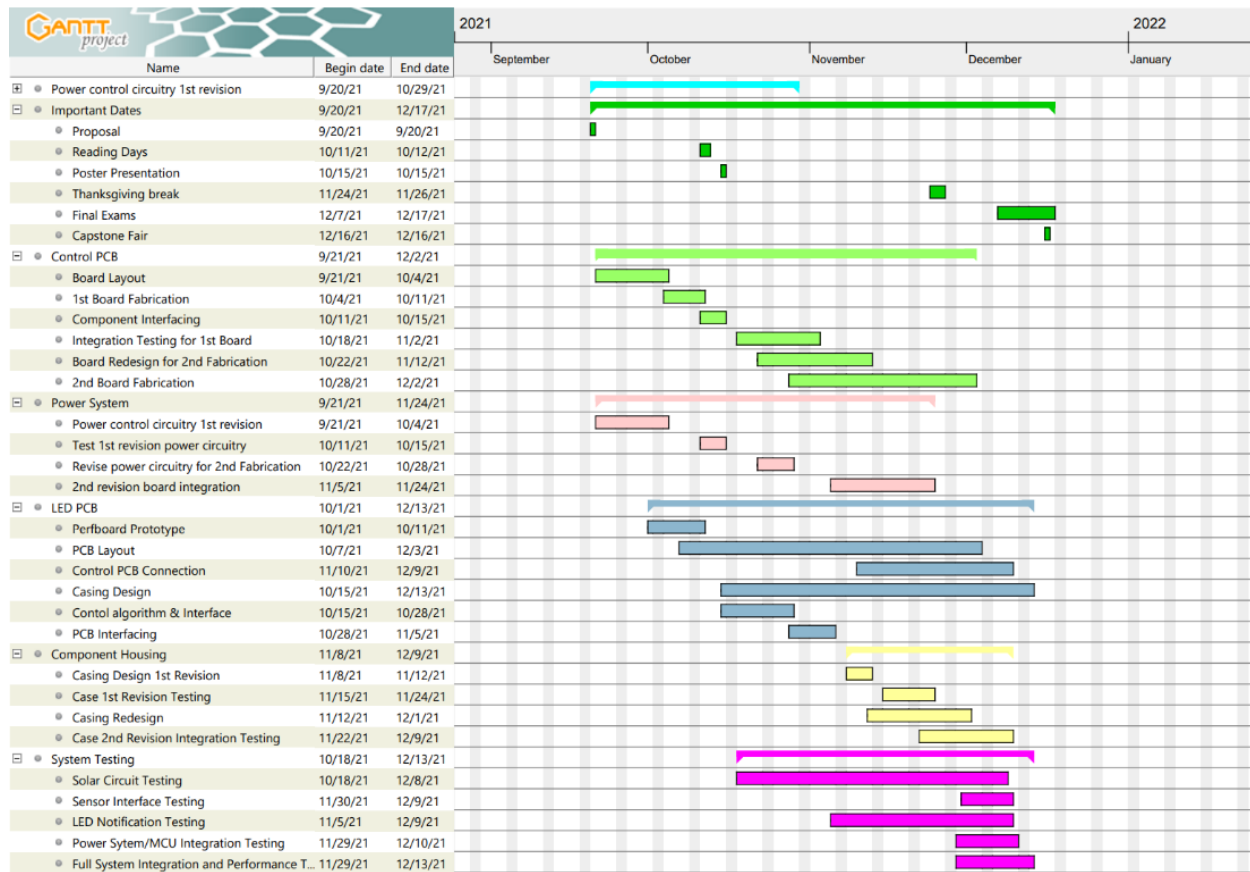 GANTT project
2021 2022
September October November December January
Name Begin date End date
Power control circuitry 1st revision 9/20/21 10/29/21
Important Dates 9/20/21 12/17/21
Proposal 9/20/21 9/20/21
Reading Days 10/11/21 10/12/21
Poster Presentation 10/15/21 10/15/21
Thanksgiving break 11/24/21 11/26/21
Final Exams 12/7/21 12/17/21
Capstone Fair 12/16/21 12/16/21
Control PCB 9/21/21 12/2/21
Board Layout 9/21/21 10/4/21
1st Board Fabrication 10/4/21 10/11/21
Component Interfacing 10/11/21 10/15/21
Integration Testing for 1st Board 10/18/21 11/2/21
Board Redesign for 2nd Fabrication 10/22/21 11/12/21
2nd Board Fabrication 10/28/21 12/2/21
Power System 9/21/21 11/24/21
Power control circuitry 1st revision 9/21/21 10/4/21
Test 1st revision power circuitry 10/11/21 10/15/21
Revise power circuitry for 2nd Fabrication 10/22/21 10/28/21
2nd revision board integration 11/5/21 11/24/21
LED PCB 10/1/21 12/13/21
Perfboard Prototype 10/1/21 10/11/21
PCB Layout 10/7/21 12/3/21
Control PCB Connection 11/10/21 12/9/21
Casing Design 10/15/21 12/13/21
Contol algorithm & Interface 10/15/21 10/28/21
PCB Interfacing 10/28/21 11/5/21
Component Housing 11/8/21 12/9/21
Casing Design 1st Revision 11/8/21 11/12/21
Case 1st Revision Testing 11/15/21 11/24/21
Casing Redesign 11/12/21 12/1/21
Case 2nd Revision Integration Testing 11/22/21 12/9/21
System Testing 10/18/21 12/13/21
Solar Circuit Testing 10/18/21 12/8/21
Sensor Interface Testing 11/30/21 12/9/21
LED Notification Testing 11/5/21 12/9/21
Power Sytem/MCU Integration Testing 11/29/21 12/10/21
Full System Integration and Performance T... 11/29/21 12/13/21